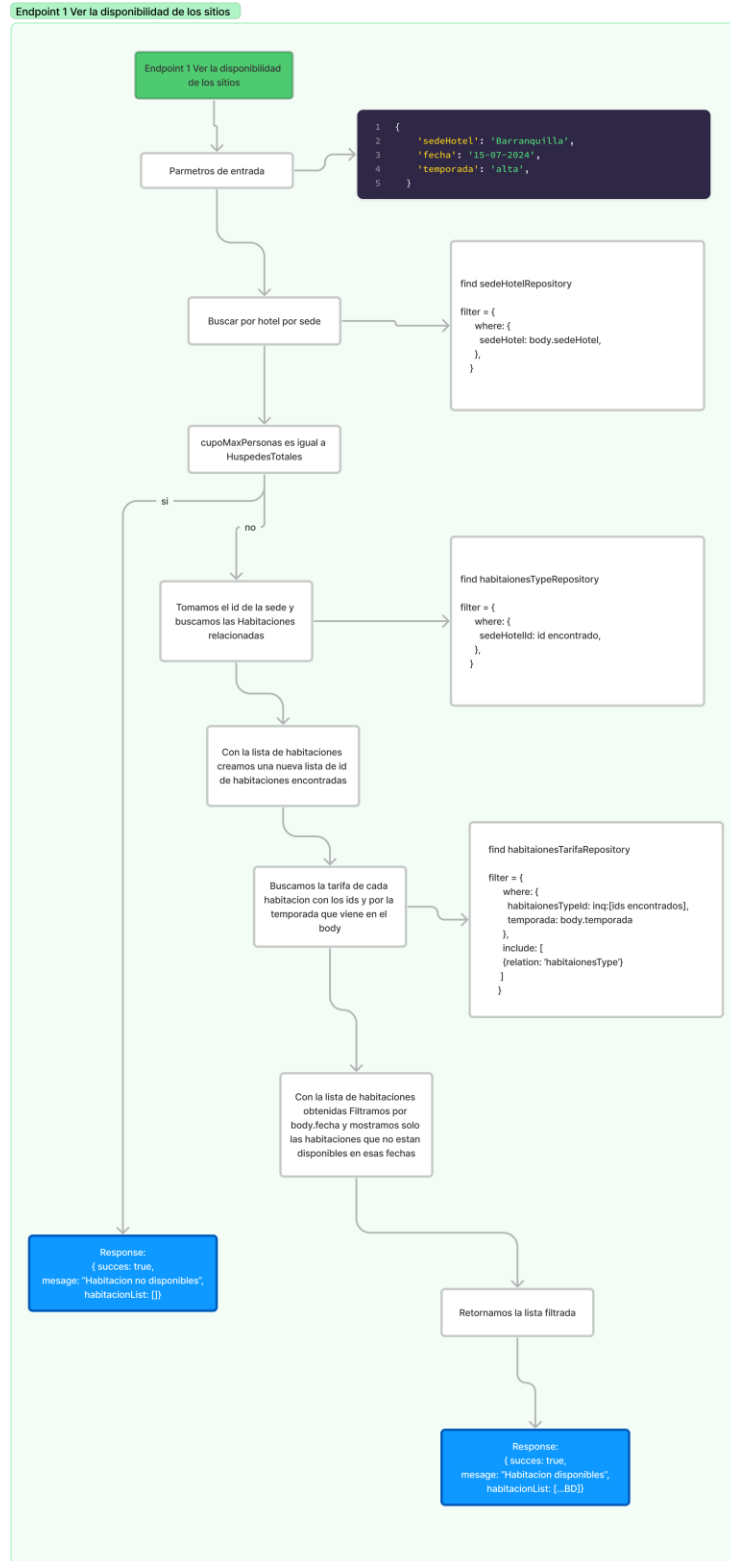 Endpoint 1 Ver la disponibilidad de los sitios
Endpoint 1 Ver la disponibilidad
de los sitios
Parmetros de entrada
1 {
2 'sedeHotel': 'Barranquilla',
3 'fecha': '15-07-2024',
4 'temporada': 'alta',
5 }
Buscar por hotel por sede
find sedeHotelRepository
filter = {
where: {
sedeHotel: body.sedeHotel,
},
}
cupoMaxPersonas es igual a
HuspedesTotales
si
no
Tomamos el id de la sede y
buscamos las Habitaciones
relacionadas
find habitaionesTypeRepository
filter = {
where: {
sedeHotelId: id encontrado,
},
}
Con la lista de habitaciones
creamos una nueva lista de id
de habitaciones encontradas
Buscamos la tarifa de cada
habitacion con los ids y por la
temporada que viene en el
body
find habitaionesTarifaRepository
filter = {
where: {
habitaionesTypeId: inq:[ids encontrados],
temporada: body.temporada
},
include: [
{relation: 'habitaionesType'}
]
}
Con la lista de habitaciones
obtenidas Filtramos por
body.fecha y mostramos solo
las habitaciones que no estan
disponibles en esas fechas
Response:
{ succes: true,
mesage: "Habitacion no disponibles",
habitacionList: []}
Retornamos la lista filtrada
Response:
{ succes: true,
mesage: "Habitacion disponibles",
habitacionList: [...BD]}